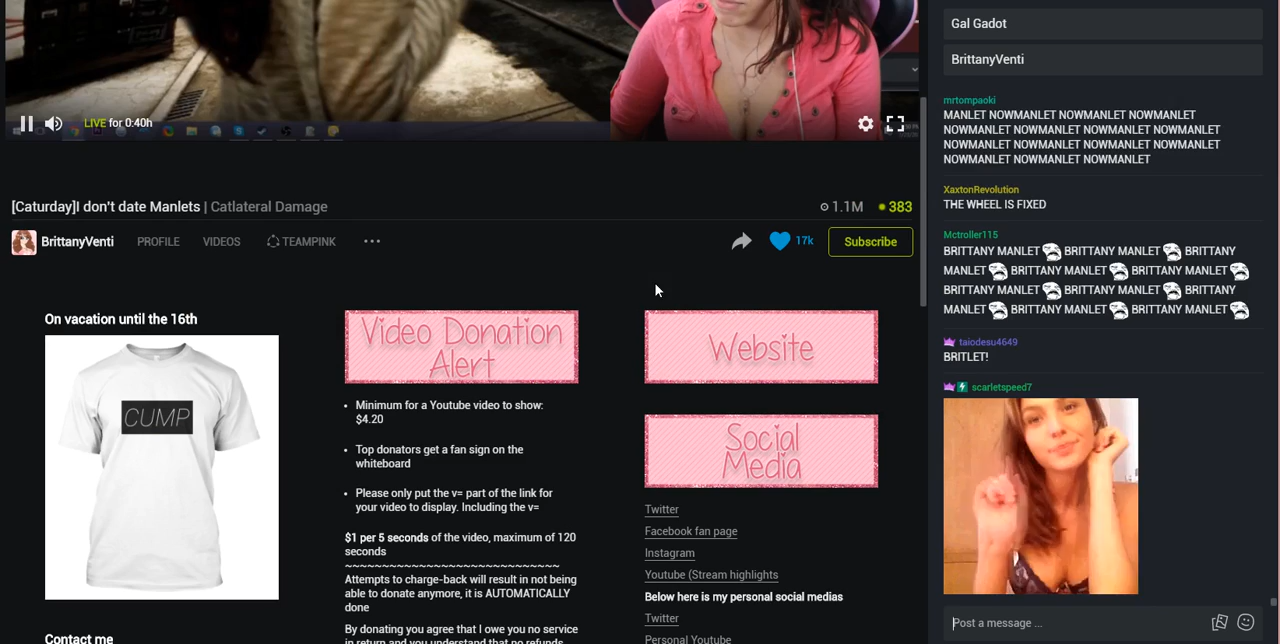 LIVE for 0:40h
[Caturday]I don't date Manlets | Catlateral Damage
1.1M
383
BrittanyVenti
PROFILE
VIDEOS
TEAMPINK
17k
Subscribe
On vacation until the 16th
CUMP
Contact me
Video Donation
Alert
Minimum for a Youtube video to show:
$4.20
Top donators get a fan sign on the
whiteboard
Please only put the v= part of the link for
your video to display. Including the v=
$1 per 5 seconds of the video, maximum of 120
seconds
~~~~~~~~~~~~~~~~~~~~~~~~~~~~
Attempts to charge-back will result in not being
able to donate anymore, it is AUTOMATICALLY
done
By donating you agree that I owe you no service
in return and you understand that no refunds
Website
Social
Media
Twitter
Facebook fan page
Instagram
Youtube (Stream highlights
Below here is my personal social medias
Twitter
Personal Youtube
Gal Gadot
BrittanyVenti
mrtompaoki
MANLET NOWMANLET NOWMANLET NOWMANLET
NOWMANLET NOWMANLET NOWMANLET NOWMANLET
NOWMANLET NOWMANLET NOWMANLET NOWMANLET
NOWMANLET NOWMANLET NOWMANLET
XaxtonRevolution
THE WHEEL IS FIXED
Mctroller115
BRITTANY MANLET BRITTANY MANLET BRITTANY
MANLET BRITTANY MANLET BRITTANY MANLET
BRITTANY MANLET BRITTANY MANLET BRITTANY
MANLET BRITTANY MANLET BRITTANY MANLET
taiodesu4649
BRITLET!
scarletspeed7
Post a message ...